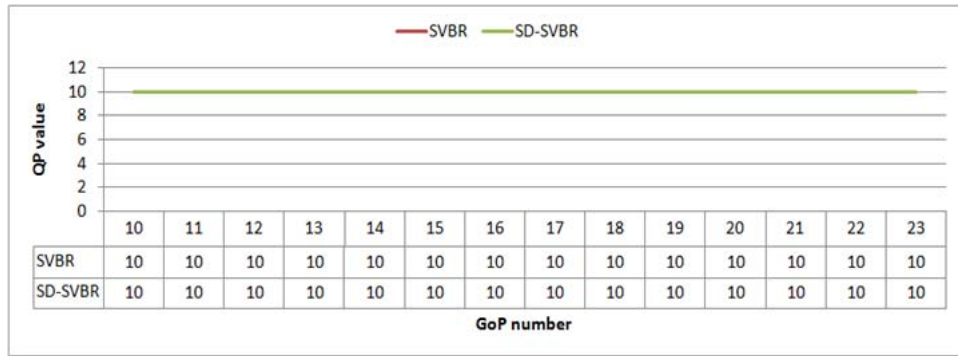 SVBR SD-SVBR
12
10
8
6
4
2
0
QP value
10 11 12 13 14 15 16 17 18 19 20 21 22 23
SVBR 10 10 10 10 10 10 10 10 10 10 10 10 10 10
SD-SVBR 10 10 10 10 10 10 10 10 10 10 10 10 10 10
GoP number